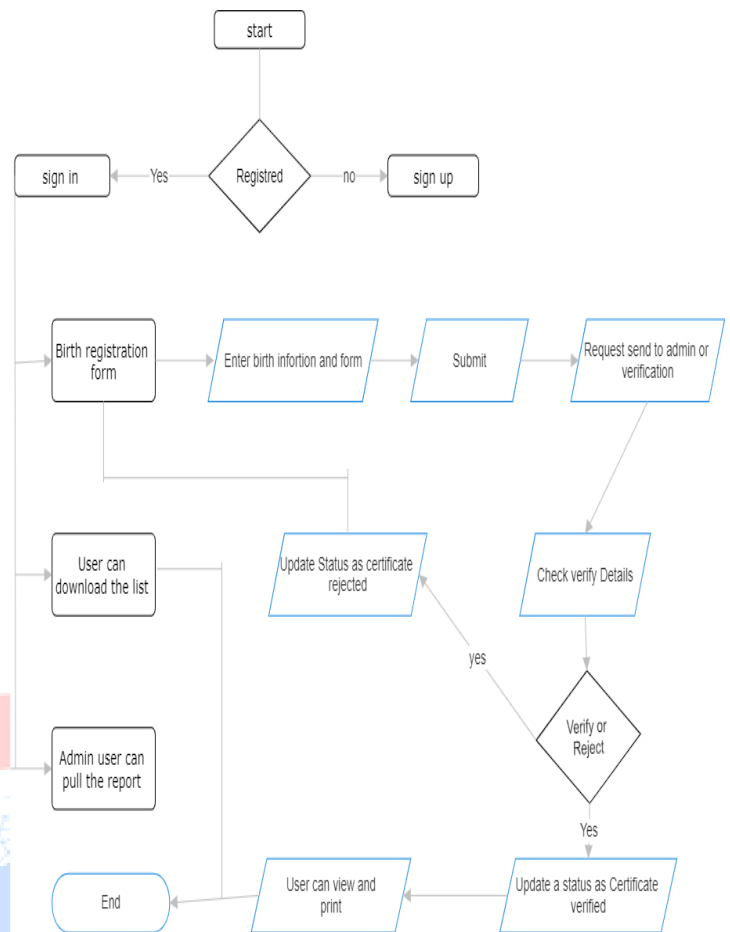 start
sign in
Yes
Registred
no
sign up
Birth registration
form
Enter birth infortion and form
Submit
Request send to admin or
verification
User can
download the list
Update Status as certificate
rejected
Check verify Details
yes
Verify or
Reject
Admin user can
pull the report
Yes
End
User can view and
print
Update a status as Certificate
verified